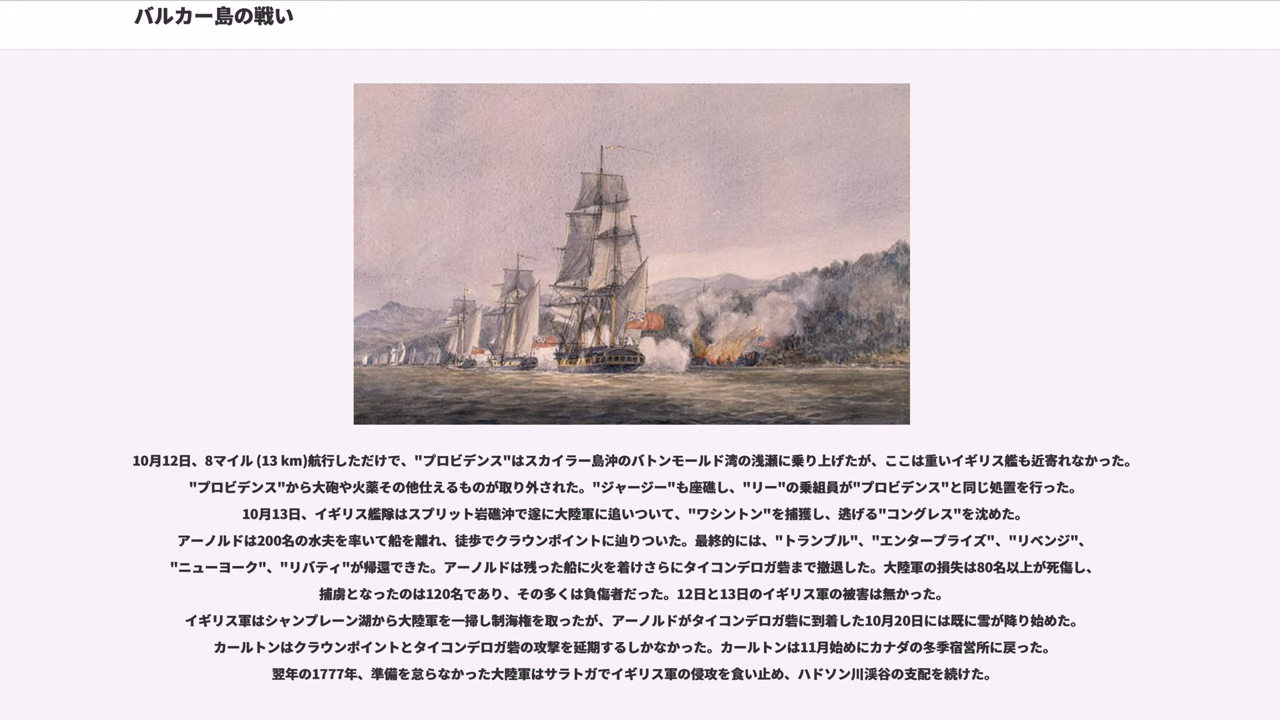 バルカー島の戦い
10月12日、8マイル (13 km)航行しただけで、"プロビデンス"はスカイラー島沖のバトンモールド湾の浅瀬に乗り上げたが、ここは重いイギリス艦も近寄れなかった。
"プロビデンス"から大砲や火薬その他仕えるものが取り外された。"ジャージー"も座礁し、"リー"の乗組員が"プロビデンス"と同じ処置を行った。
10月13日、イギリス艦隊はスプリット岩礁沖で遂に大陸軍に追いついて、"ワシントン"を捕獲し、逃げる"コングレス"を沈めた。
アーノルドは200名の水夫を率いて船を離れ、徒歩でクラウンポイントに辿りついた。最終的には、"トランブル"、"エンタープライズ"、"リベンジ"、
"ニューヨーク"、"リバティ"が帰還できた。アーノルドは残った船に火を着けさらにタイコンデロガ砦まで撤退した。大陸軍の損失は80名以上が死傷し、
捕虜となったのは120名であり、その多くは負傷者だった。12日と13日のイギリス軍の被害は無かった。
イギリス軍はシャンプレーン湖から大陸軍を一掃し制海権を取ったが、アーノルドがタイコンデロガ砦に到着した10月20日には既に雪が降り始めた。
カールトンはクラウンポイントとタイコンデロガ砦の攻撃を延期するしかなかった。カールトンは11月始めにカナダの冬季宿営所に戻った。
翌年の1777年、準備を怠らなかった大陸軍はサラトガでイギリス軍の侵攻を食い止め、ハドソン川渓谷の支配を続けた。